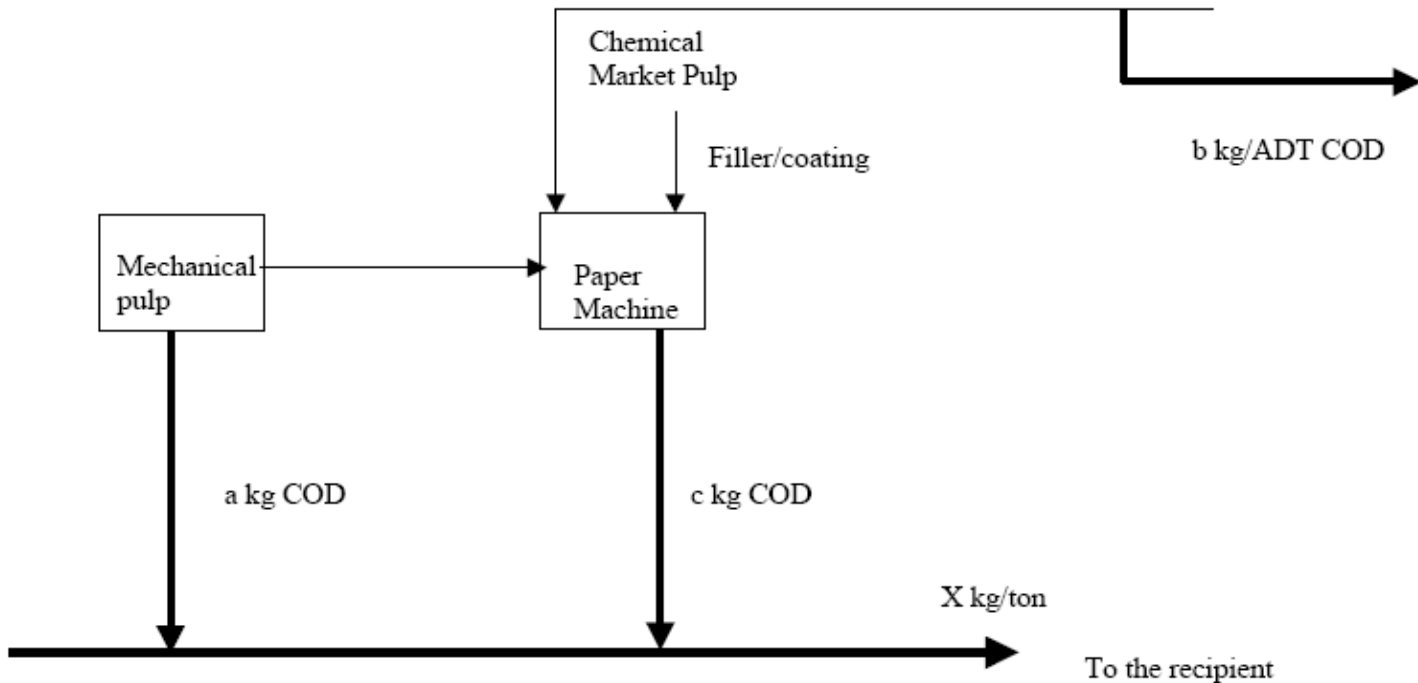 Chemical
Market Pulp
b kg/ADT COD
Filler/coating
Mechanical
pulp
Paper
Machine
a kg COD
c kg COD
X kg/ton
To the recipient